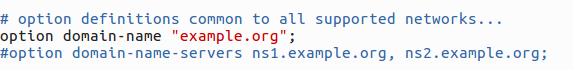 # option definitions common to all supported networks...
option domain-name "example.org";
#option domain-name-servers ns1.example.org, ns2.example.org;